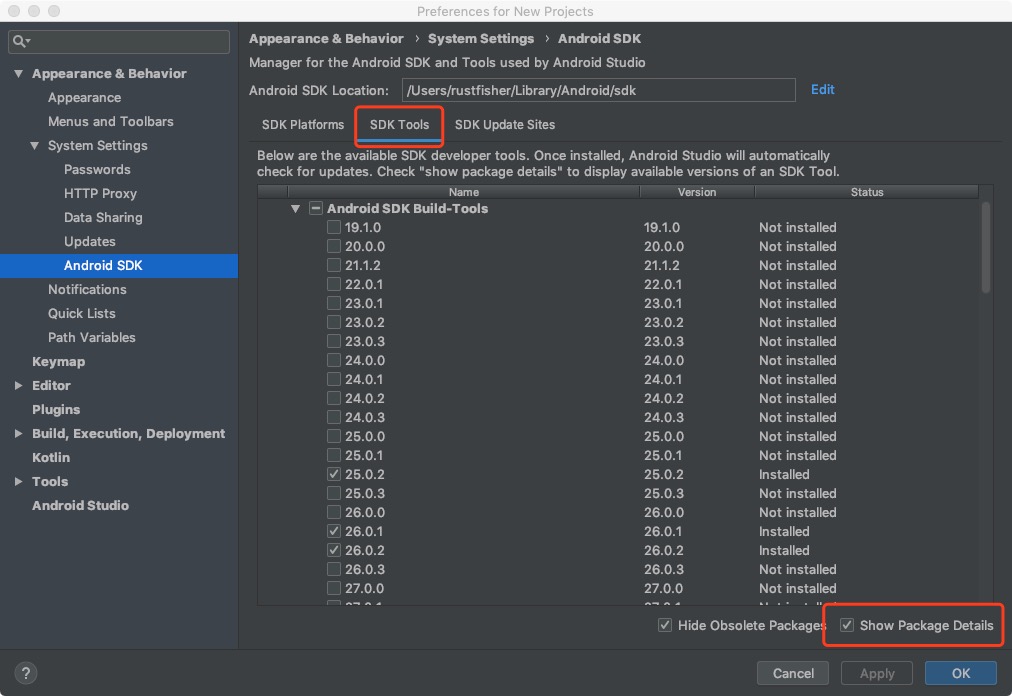 Preferences for New Projects
Appearance & Behavior
Appearance
Menus and Toolbars
System Settings
Passwords
HTTP Proxy
Data Sharing
Updates
Android SDK
Notifications
Quick Lists
Path Variables
Keymap
Editor
Plugins
Build, Execution, Deployment
Kotlin
Tools
Android Studio
Appearance & Behavior › System Settings › Android SDK
Manager for the Android SDK and Tools used by Android Studio
Android SDK Location: /Users/rustfisher/Library/Android/sdk Edit
SDK Platforms SDK Tools SDK Update Sites
Below are the available SDK developer tools. Once installed, Android Studio will automatically
check for updates. Check "show package details" to display available versions of an SDK Tool.
Name Version Status
Android SDK Build-Tools
19.1.0 19.1.0 Not installed
20.0.0 20.0.0 Not installed
21.1.2 21.1.2 Not installed
22.0.1 22.0.1 Not installed
23.0.1 23.0.1 Not installed
23.0.2 23.0.2 Not installed
23.0.3 23.0.3 Not installed
24.0.0 24.0.0 Not installed
24.0.1 24.0.1 Not installed
24.0.2 24.0.2 Not installed
24.0.3 24.0.3 Not installed
25.0.0 25.0.0 Not installed
25.0.1 25.0.1 Not installed
25.0.2 25.0.2 Installed
25.0.3 25.0.3 Not installed
26.0.0 26.0.0 Not installed
26.0.1 26.0.1 Installed
26.0.2 26.0.2 Installed
26.0.3 26.0.3 Not installed
27.0.0 27.0.0 Not installed
Hide Obsolete Packages Show Package Details
? Cancel Apply OK